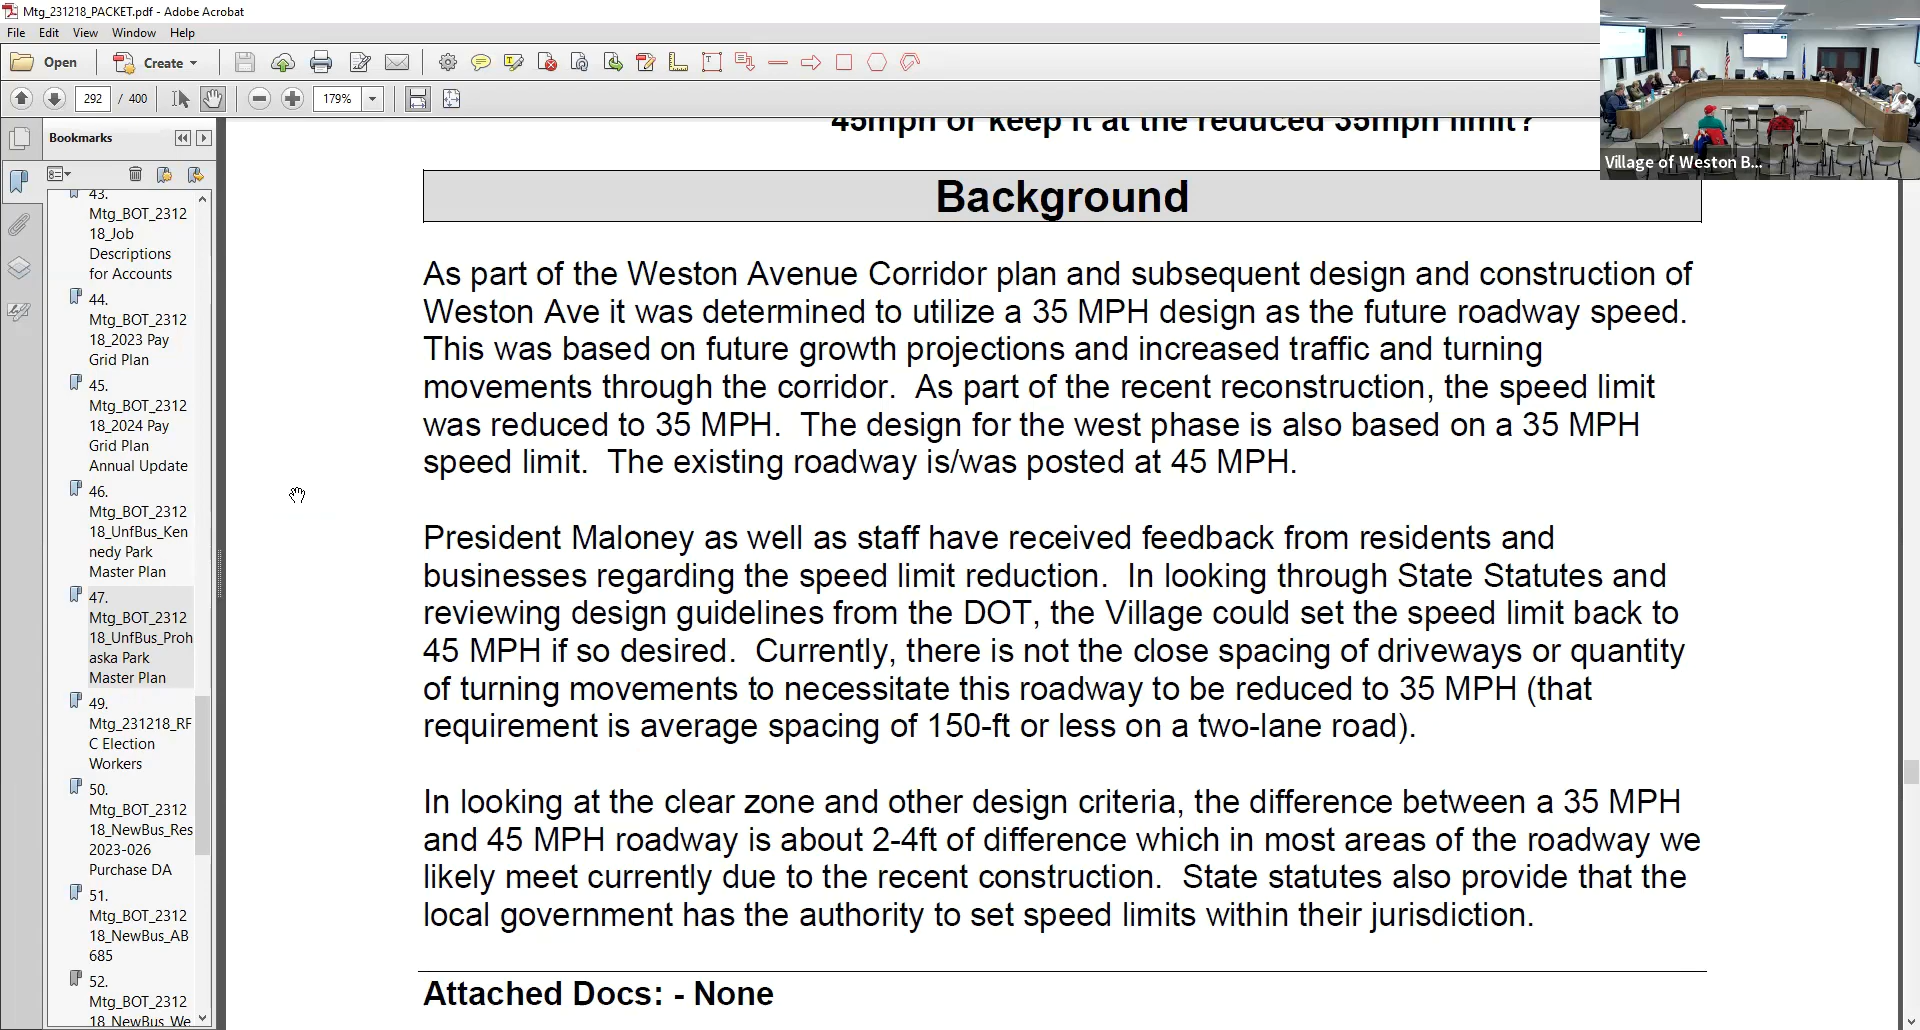 Mtg_231218_PACKET.pdf - Adobe Acrobat
File Edit View Window Help
Open Create
292 / 400 179%
Bookmarks
43.
Mtg_BOT_2312
18_Job
Descriptions
for Accounts
44.
Mtg_BOT_2312
18_2023 Pay
Grid Plan
45.
Mtg_BOT_2312
18_2024 Pay
Grid Plan
Annual Update
46.
Mtg_BOT_2312
18_UnfBus_Ken
nedy Park
Master Plan
47.
Mtg_BOT_2312
18_UnfBus_Proh
aska Park
Master Plan
49.
Mtg_231218_RF
C Election
Workers
50.
Mtg_BOT_2312
18_NewBus_Res
2023-026
Purchase DA
51.
Mtg_BOT_2312
18_NewBus_AB
685
52.
Mtg_BOT_2312
18_NewBus_We
45mph or keep it at the reduced 35mph limit?
Background
As part of the Weston Avenue Corridor plan and subsequent design and construction of
Weston Ave it was determined to utilize a 35 MPH design as the future roadway speed.
This was based on future growth projections and increased traffic and turning
movements through the corridor. As part of the recent reconstruction, the speed limit
was reduced to 35 MPH. The design for the west phase is also based on a 35 MPH
speed limit. The existing roadway is/was posted at 45 MPH.
President Maloney as well as staff have received feedback from residents and
businesses regarding the speed limit reduction. In looking through State Statutes and
reviewing design guidelines from the DOT, the Village could set the speed limit back to
45 MPH if so desired. Currently, there is not the close spacing of driveways or quantity
of turning movements to necessitate this roadway to be reduced to 35 MPH (that
requirement is average spacing of 150-ft or less on a two-lane road).
In looking at the clear zone and other design criteria, the difference between a 35 MPH
and 45 MPH roadway is about 2-4ft of difference which in most areas of the roadway we
likely meet currently due to the recent construction. State statutes also provide that the
local government has the authority to set speed limits within their jurisdiction.
Attached Docs: - None
Village of Weston B...